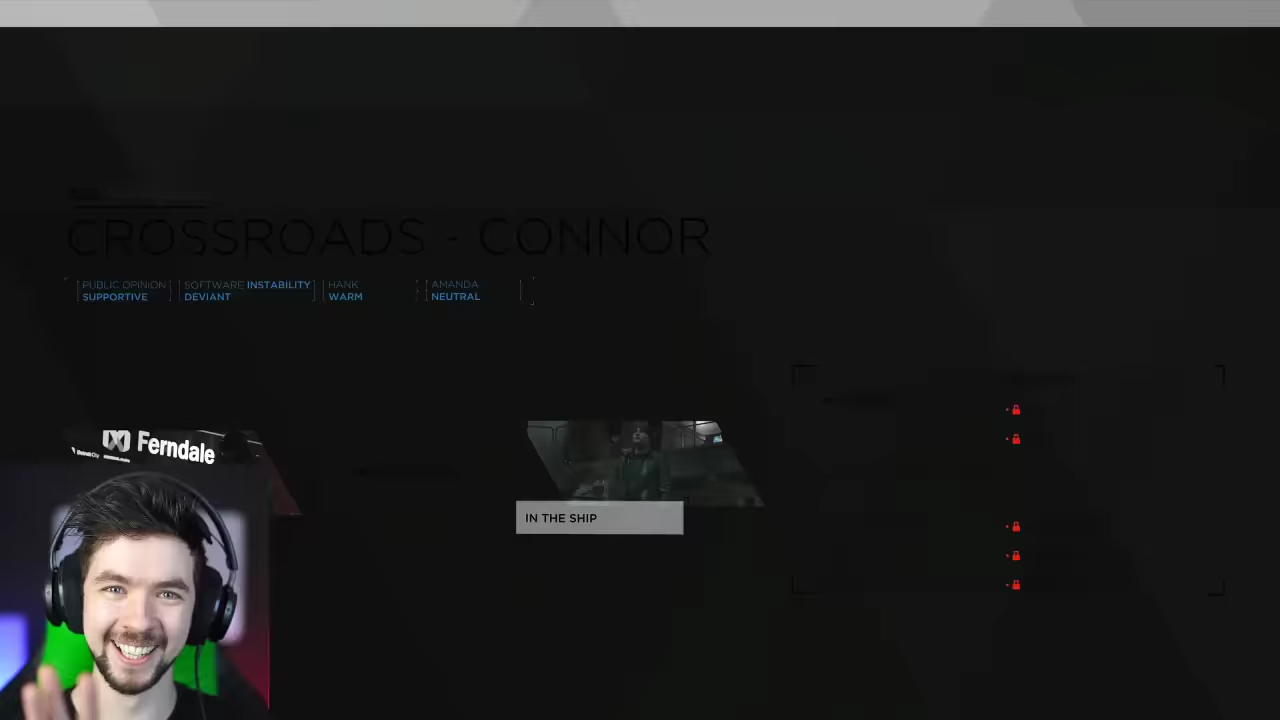 CROSSROADS - CONNOR
PUBLIC OPINION
SUPPORTIVE
SOFTWARE INSTABILITY
DEVIANT
HANK
WARM
AMANDA
NEUTRAL
Ferndale
IN THE SHIP